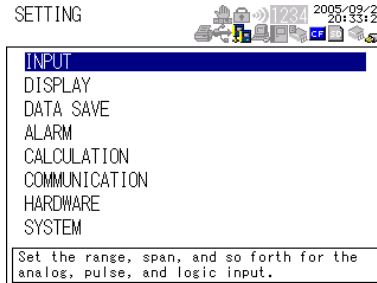 SETTING
1234
2005/09/2
20:33:2
CF
INPUT
DISPLAY
DATA SAVE
ALARM
CALCULATION
COMMUNICATION
HARDWARE
SYSTEM
Set the range, span, and so forth for the
analog, pulse, and logic input.